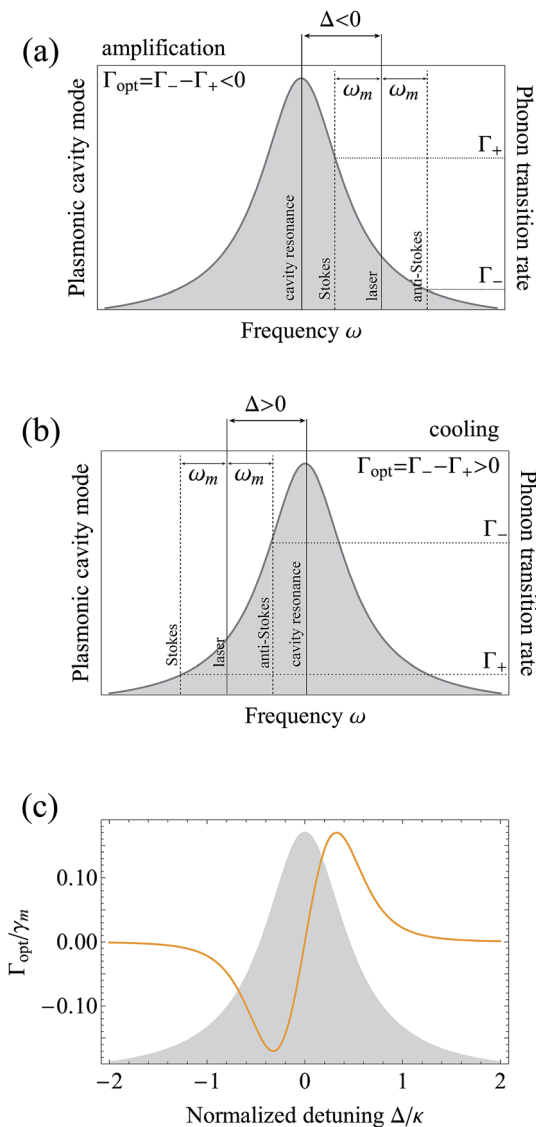 (a)
amplification
Δ<0
Γopt=Γ−−Γ+<0
ωm
ωm
Plasmonic cavity mode
cavity resonance
Stokes
laser
anti-Stokes
Γ+
Γ−
Phonon transition rate
Frequency ω
(b)
Δ>0
cooling
Γopt=Γ−−Γ+>0
ωm
ωm
Plasmonic cavity mode
Stokes
laser
anti-Stokes
cavity resonance
Γ−
Γ+
Phonon transition rate
Frequency ω
(c)
Γopt/γm
0.10
0.00
−0.10
−2
−1
0
1
2
Normalized detuning Δ/κ